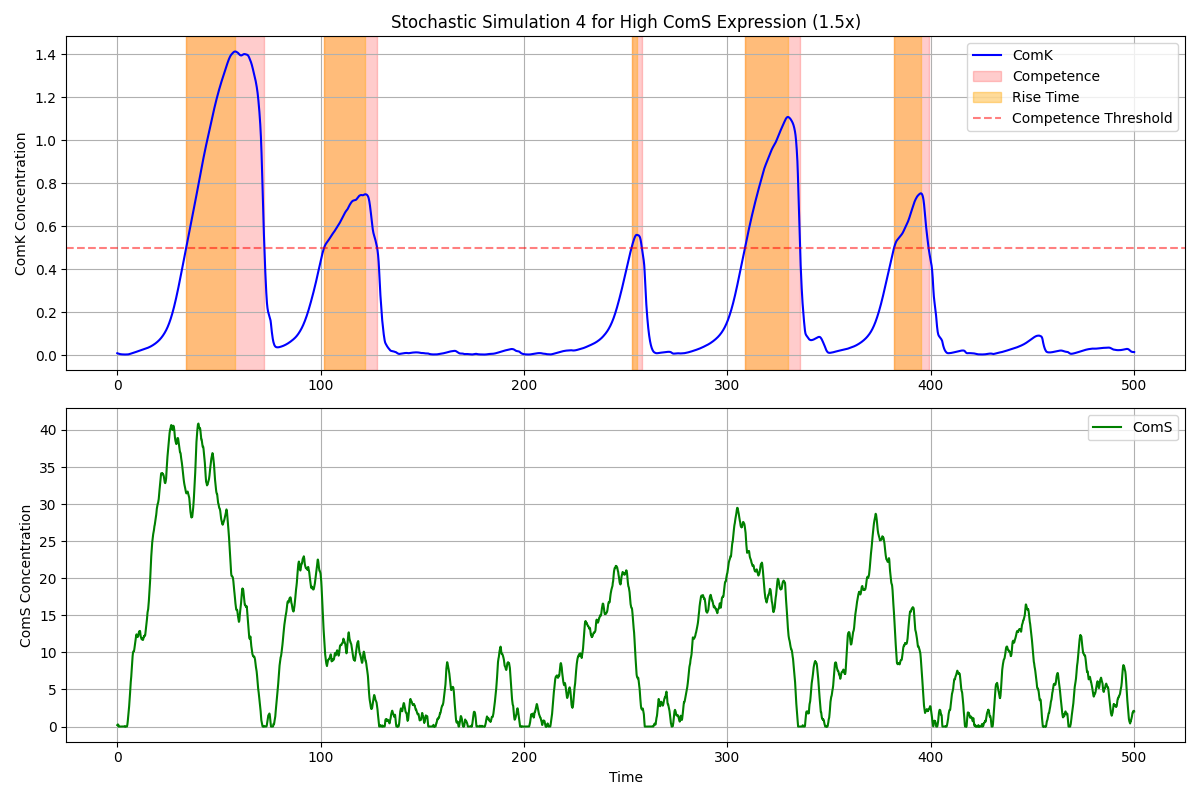 Stochastic Simulation 4 for High ComS Expression (1.5x)
ComK Concentration
1.4
1.2
1.0
0.8
0.6
0.4
0.2
0.0
ComK
Competence
Rise Time
Competence Threshold
0 100 200 300 400 500
ComS Concentration
40
35
30
25
20
15
10
5
0
ComS
0 100 200 300 400 500
Time